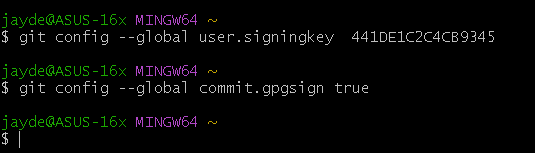 jayde@ASUS-16x MINGW64 ~
$ git config --global user.signingkey  441DE1C2C4CB9345
jayde@ASUS-16x MINGW64 ~
$ git config --global commit.gpgsign true
jayde@ASUS-16x MINGW64 ~
$